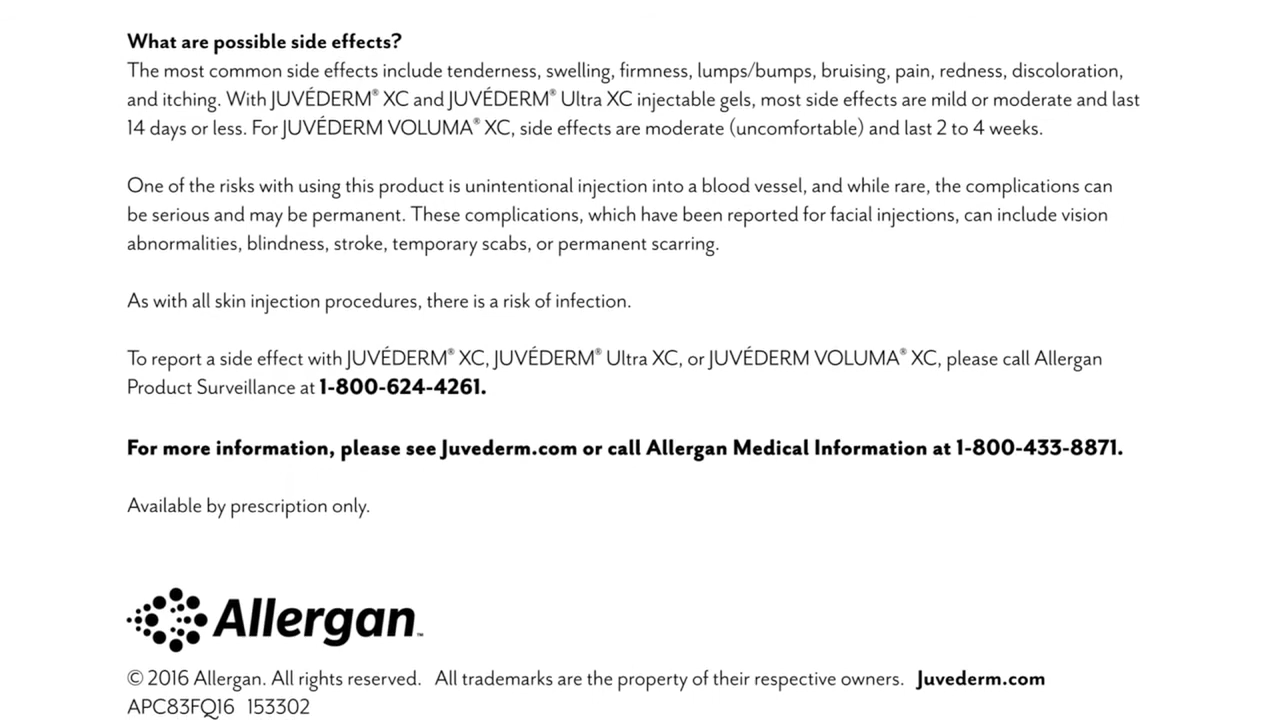 What are possible side effects?
The most common side effects include tenderness, swelling, firmness, lumps/bumps, bruising, pain, redness, discoloration,
and itching. With JUVÉDERM® XC and JUVÉDERM® Ultra XC injectable gels, most side effects are mild or moderate and last
14 days or less. For JUVÉDERM VOLUMA® XC, side effects are moderate (uncomfortable) and last 2 to 4 weeks.
One of the risks with using this product is unintentional injection into a blood vessel, and while rare, the complications can
be serious and may be permanent. These complications, which have been reported for facial injections, can include vision
abnormalities, blindness, stroke, temporary scabs, or permanent scarring.
As with all skin injection procedures, there is a risk of infection.
To report a side effect with JUVÉDERM® XC, JUVÉDERM® Ultra XC, or JUVÉDERM VOLUMA® XC, please call Allergan
Product Surveillance at 1-800-624-4261.
For more information, please see Juvederm.com or call Allergan Medical Information at 1-800-433-8871.
Available by prescription only.
Allergan™
© 2016 Allergan. All rights reserved. All trademarks are the property of their respective owners. Juvederm.com
APC83FQ16 153302